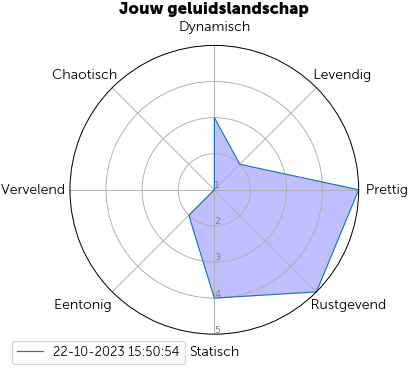 Jouw geluidslandschap
Dynamisch
Chaotisch
Levendig
Vervelend
1
Prettig
2
3
4
Eentonig
Rustgevend
5
22-10-2023 15:50:54
Statisch